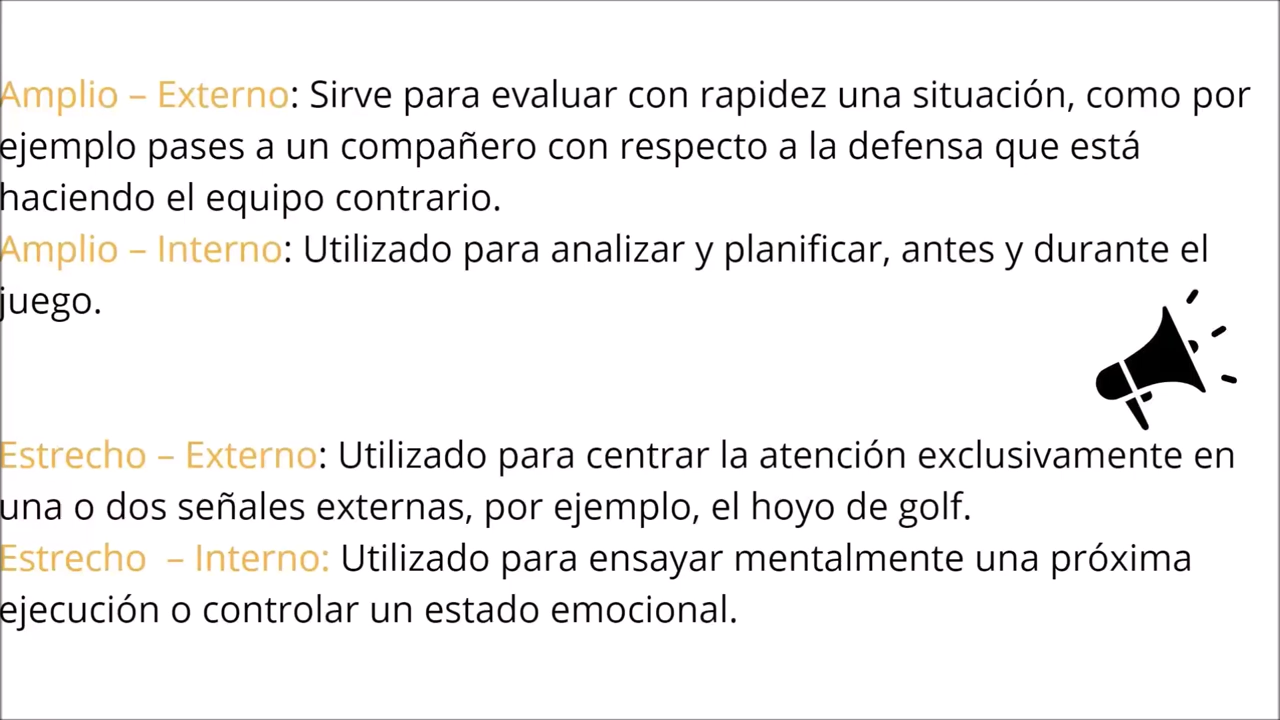 Amplio – Externo: Sirve para evaluar con rapidez una situación, como por
ejemplo pases a un compañero con respecto a la defensa que está
haciendo el equipo contrario.
Amplio – Interno: Utilizado para analizar y planificar, antes y durante el
juego.
Estrecho – Externo: Utilizado para centrar la atención exclusivamente en
una o dos señales externas, por ejemplo, el hoyo de golf.
Estrecho  – Interno: Utilizado para ensayar mentalmente una próxima
ejecución o controlar un estado emocional.